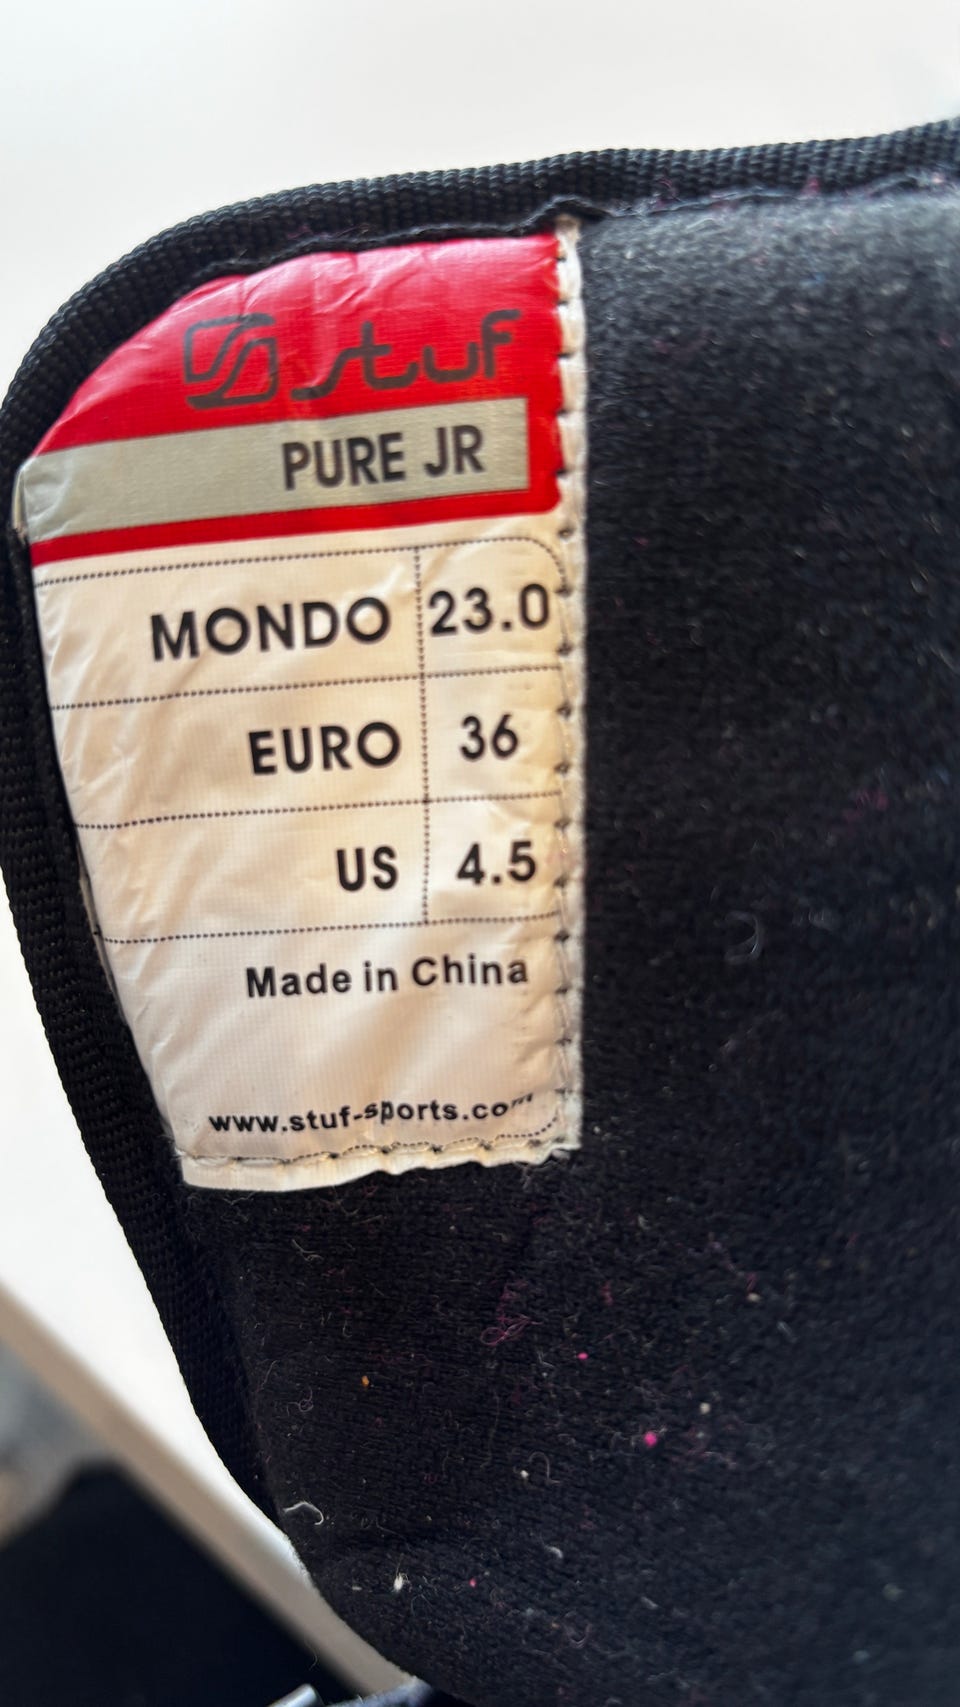 stuf
PURE JR
MONDO 23.0
EURO 36
US 4.5
Made in China
www.stuf-sports.com